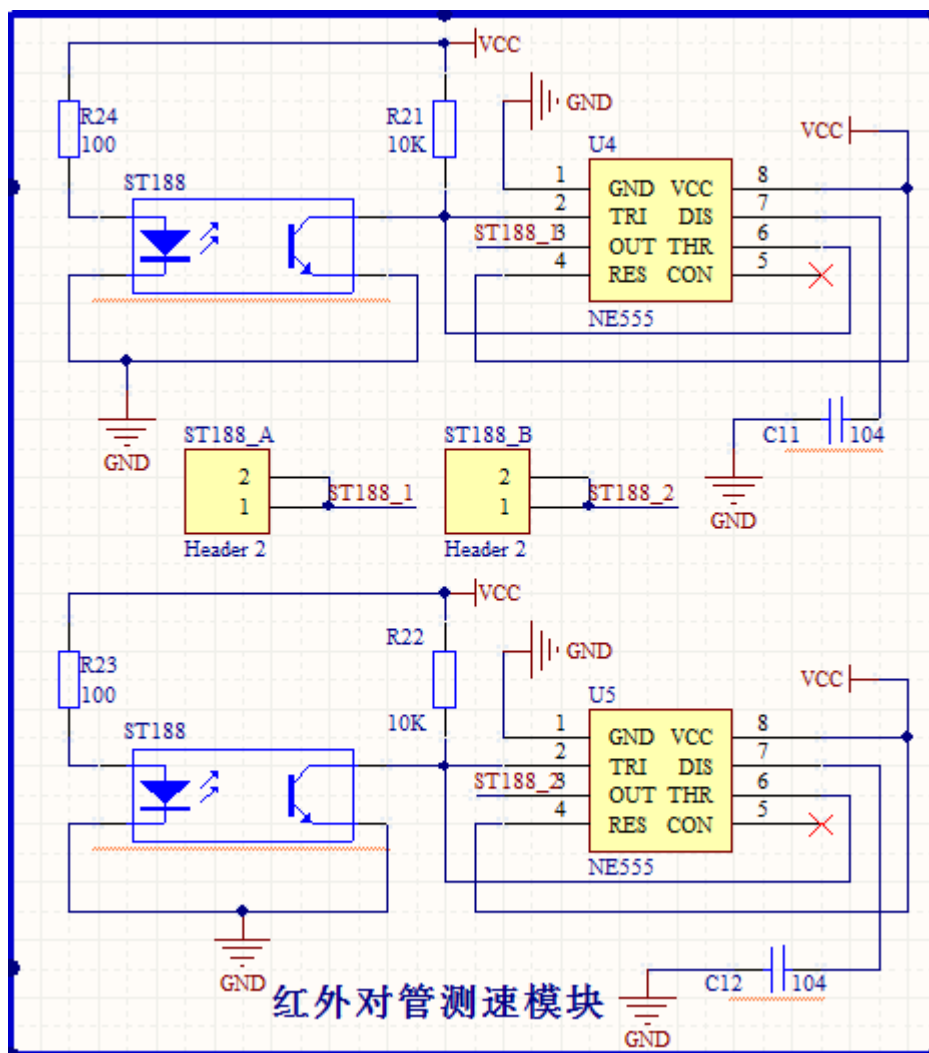 VCC
R24
100
R21
10K
GND
VCC
U4
ST188
1 GND VCC 8
2 TRI DIS 7
ST188_1 3 OUT THR 6
4 RES CON 5
NE555
GND
C11 104
GND
ST188_A
2
1
ST188_1
Header 2
ST188_B
2
1
ST188_2
Header 2
VCC
R23
100
R22
10K
GND
VCC
U5
ST188
1 GND VCC 8
2 TRI DIS 7
ST188_2 3 OUT THR 6
4 RES CON 5
NE555
GND
C12 104
GND
红外对管测速模块